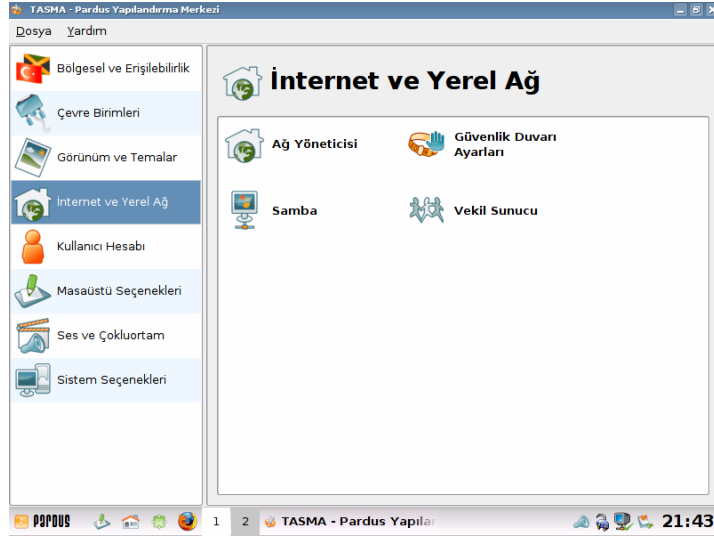 TASMA - Pardus Yapılandırma Merkezi
Dosya Yardım
Bölgesel ve Erişilebilirlik
Çevre Birimleri
Görünüm ve Temalar
İnternet ve Yerel Ağ
Kullanıcı Hesabı
Masaüstü Seçenekleri
Ses ve Çokluortam
Sistem Seçenekleri
İnternet ve Yerel Ağ
Ağ Yöneticisi
Güvenlik Duvarı
Ayarları
Samba
Vekil Sunucu
PARDUS 1 2 TASMA - Pardus Yapılar 21:43